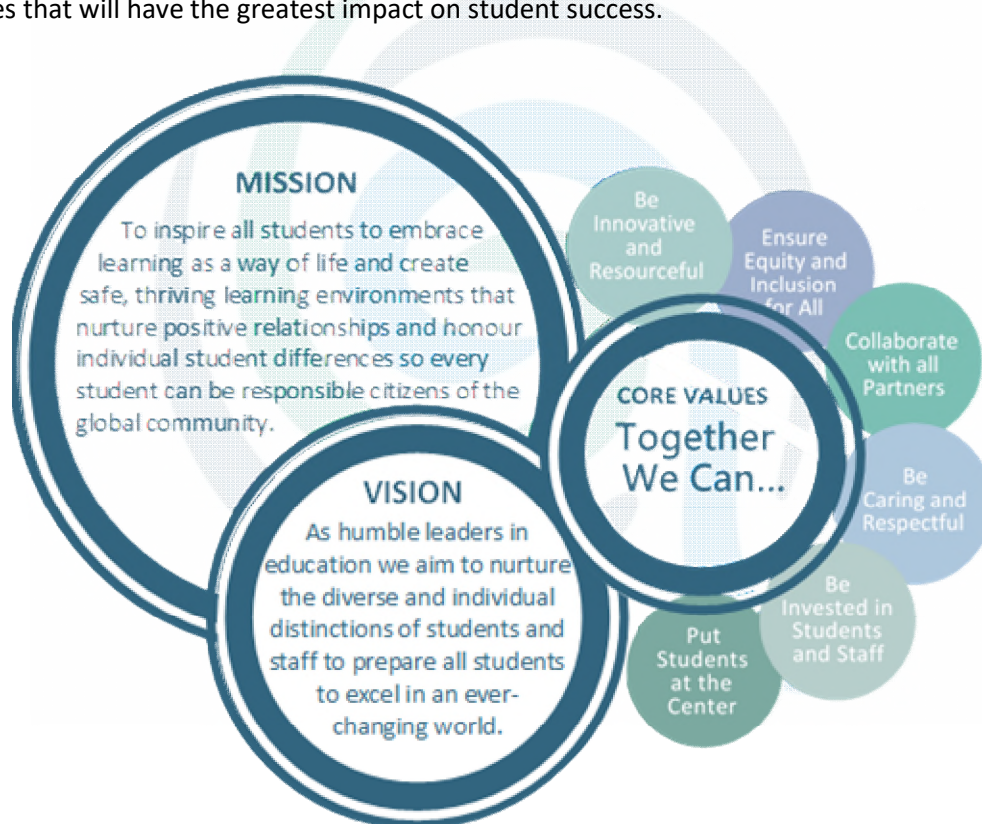 es that will have the greatest impact on student success.
MISSION
To inspire all students to embrace
learning as a way of life and create
safe, thriving learning environments that
nurture positive relationships and honour
individual student differences so every
student can be responsible citizens of the
global community.
VISION
As humble leaders in
education we aim to nurture
the diverse and individual
distinctions of students and
staff to prepare all students
to excel in an ever-
changing world.
CORE VALUES
Together
We Can...
Be
Innovative
and
Resourceful
Ensure
Equity and
Inclusion
for All
Collaborate
with all
Partners
Be
Caring and
Respectful
Be
Invested in
Students
and Staff
Put
Students
at the
Center